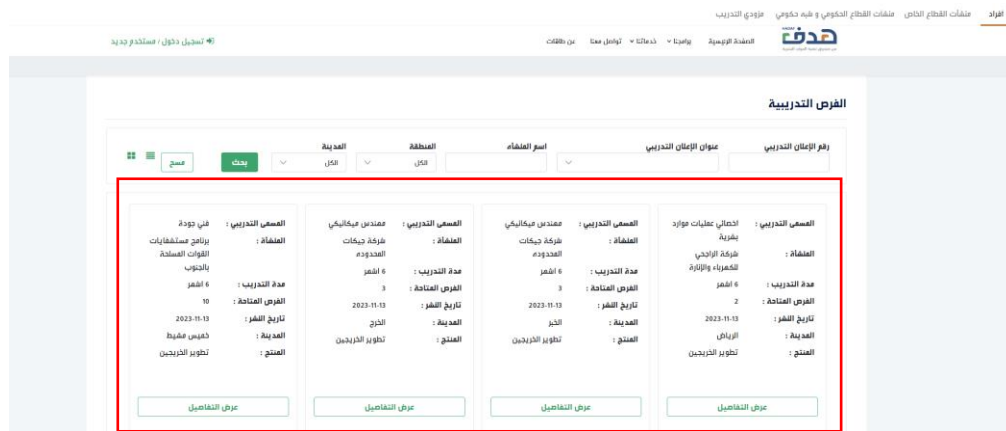 افراد منشآت القطاع الخاص منشآت القطاع الحكومي و شبه حكومي مزودي التدريب
هدف الصفحة الرئيسية برامجنا خدماتنا تواصل معنا عن طاقات تسجيل دخول / مستخدم جديد
الفرص التدريبية
رقم الإعلان التدريبي عنوان الإعلان التدريبي اسم المنشأه المنطقة المدينة
الكل الكل بحث مسح
المسمى التدريبي : اخصائي عمليات موارد
بشرية
المنشأة : شركة الراجحي
للكهرباء والإنارة
مدة التدريب : 6 اشهر
الفرص المتاحة : 2
تاريخ النشر : 2023-11-13
المدينة : الرياض
المنتج : تطوير الخريجين
عرض التفاصيل
المسمى التدريبي : مهندس ميكانيكي
المنشأة : شركة جيكات
المحدوده
مدة التدريب : 6 اشهر
الفرص المتاحة : 3
تاريخ النشر : 2023-11-13
المدينة : الخبر
المنتج : تطوير الخريجين
عرض التفاصيل
المسمى التدريبي : مهندس ميكانيكي
المنشأة : شركة جيكات
المحدوده
مدة التدريب : 6 اشهر
الفرص المتاحة : 3
تاريخ النشر : 2023-11-13
المدينة : الخرج
المنتج : تطوير الخريجين
عرض التفاصيل
المسمى التدريبي : فني جودة
المنشأة : برنامج مستشفايات
القوات المسلحة
بالجنوب
مدة التدريب : 6 اشهر
الفرص المتاحة : 10
تاريخ النشر : 2023-11-13
المدينة : خميس مشيط
المنتج : تطوير الخريجين
عرض التفاصيل